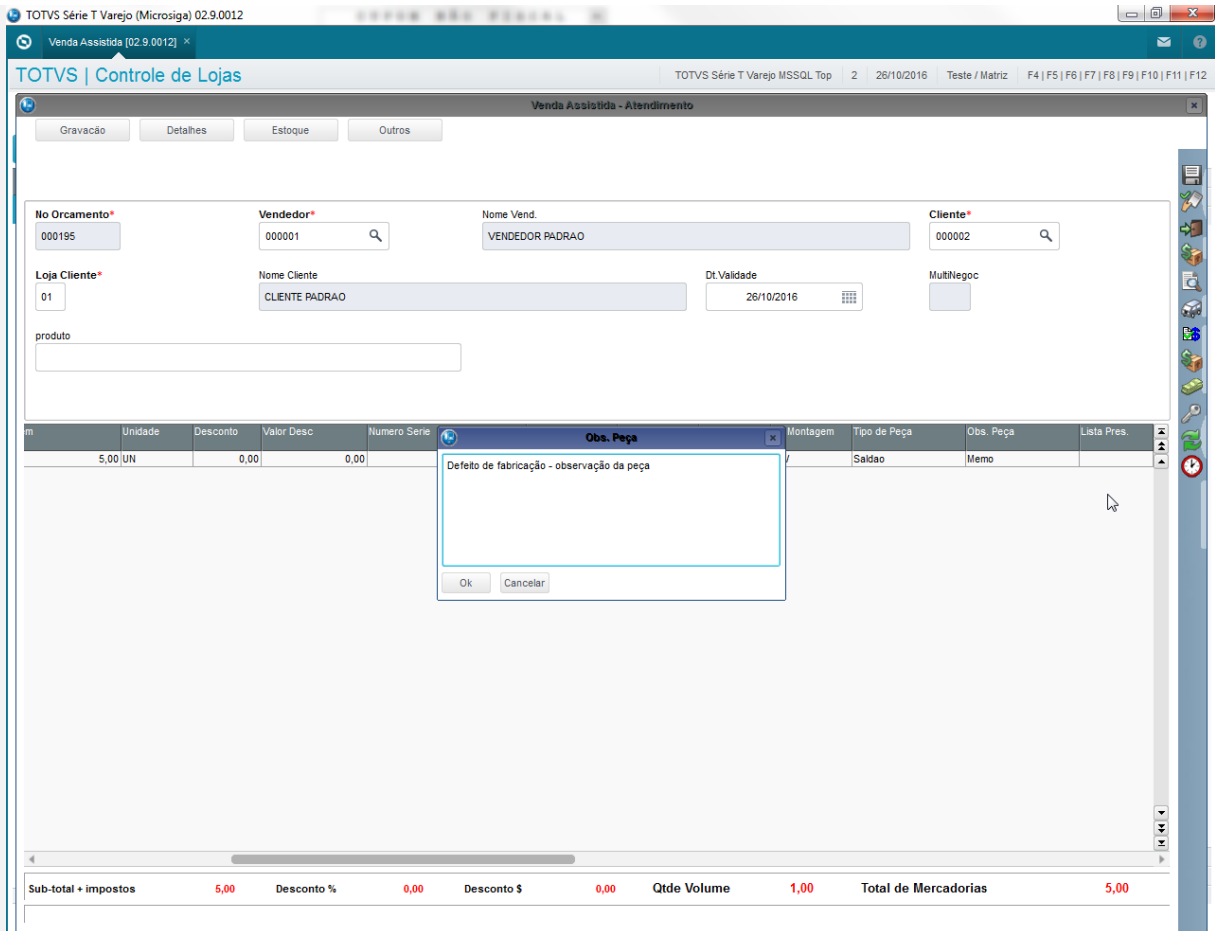 TOTVS Série T Varejo (Microsiga) 02.9.0012
CUPOM NÃO FISCAL
Venda Assistida [02.9.0012] ×
TOTVS | Controle de Lojas
TOTVS Série T Varejo MSSQL Top 2 26/10/2016 Teste / Matriz F4 | F5 | F6 | F7 | F8 | F9 | F10 | F11 | F12
Venda Assistida - Atendimento
Gravacão Detalhes Estoque Outros
No Orcamento* Vendedor* Nome Vend. Cliente*
000195 000001 VENDEDOR PADRAO 000002
Loja Cliente* Nome Cliente Dt.Validade MultiNegoc
01 CLIENTE PADRAO 26/10/2016
produto
m Unidade Desconto Valor Desc Numero Serie Montagem Tipo de Peça Obs. Peça Lista Pres.
5,00 UN 0,00 0,00 / Saldao Memo
Obs. Peça
Defeito de fabricação - observação da peça
Ok Cancelar
Sub-total + impostos 5,00 Desconto % 0,00 Desconto $ 0,00 Qtde Volume 1,00 Total de Mercadorias 5,00